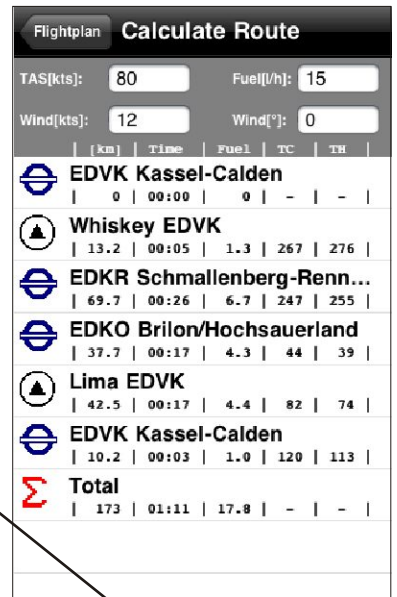 Flightplan Calculate Route
TAS[kts]: 80 Fuel[l/h]: 15
Wind[kts]: 12 Wind[°]: 0
| [km] | Time | Fuel | TC | TH |
EDVK Kassel-Calden
| 0 | 00:00 | 0 | - | - |
Whiskey EDVK
| 13.2 | 00:05 | 1.3 | 267 | 276 |
EDKR Schmallenberg-Renn...
| 69.7 | 00:26 | 6.7 | 247 | 255 |
EDKO Brilon/Hochsauerland
| 37.7 | 00:17 | 4.3 | 44 | 39 |
Lima EDVK
| 42.5 | 00:17 | 4.4 | 82 | 74 |
EDVK Kassel-Calden
| 10.2 | 00:03 | 1.0 | 120 | 113 |
Σ Total
| 173 | 01:11 | 17.8 | - | - |